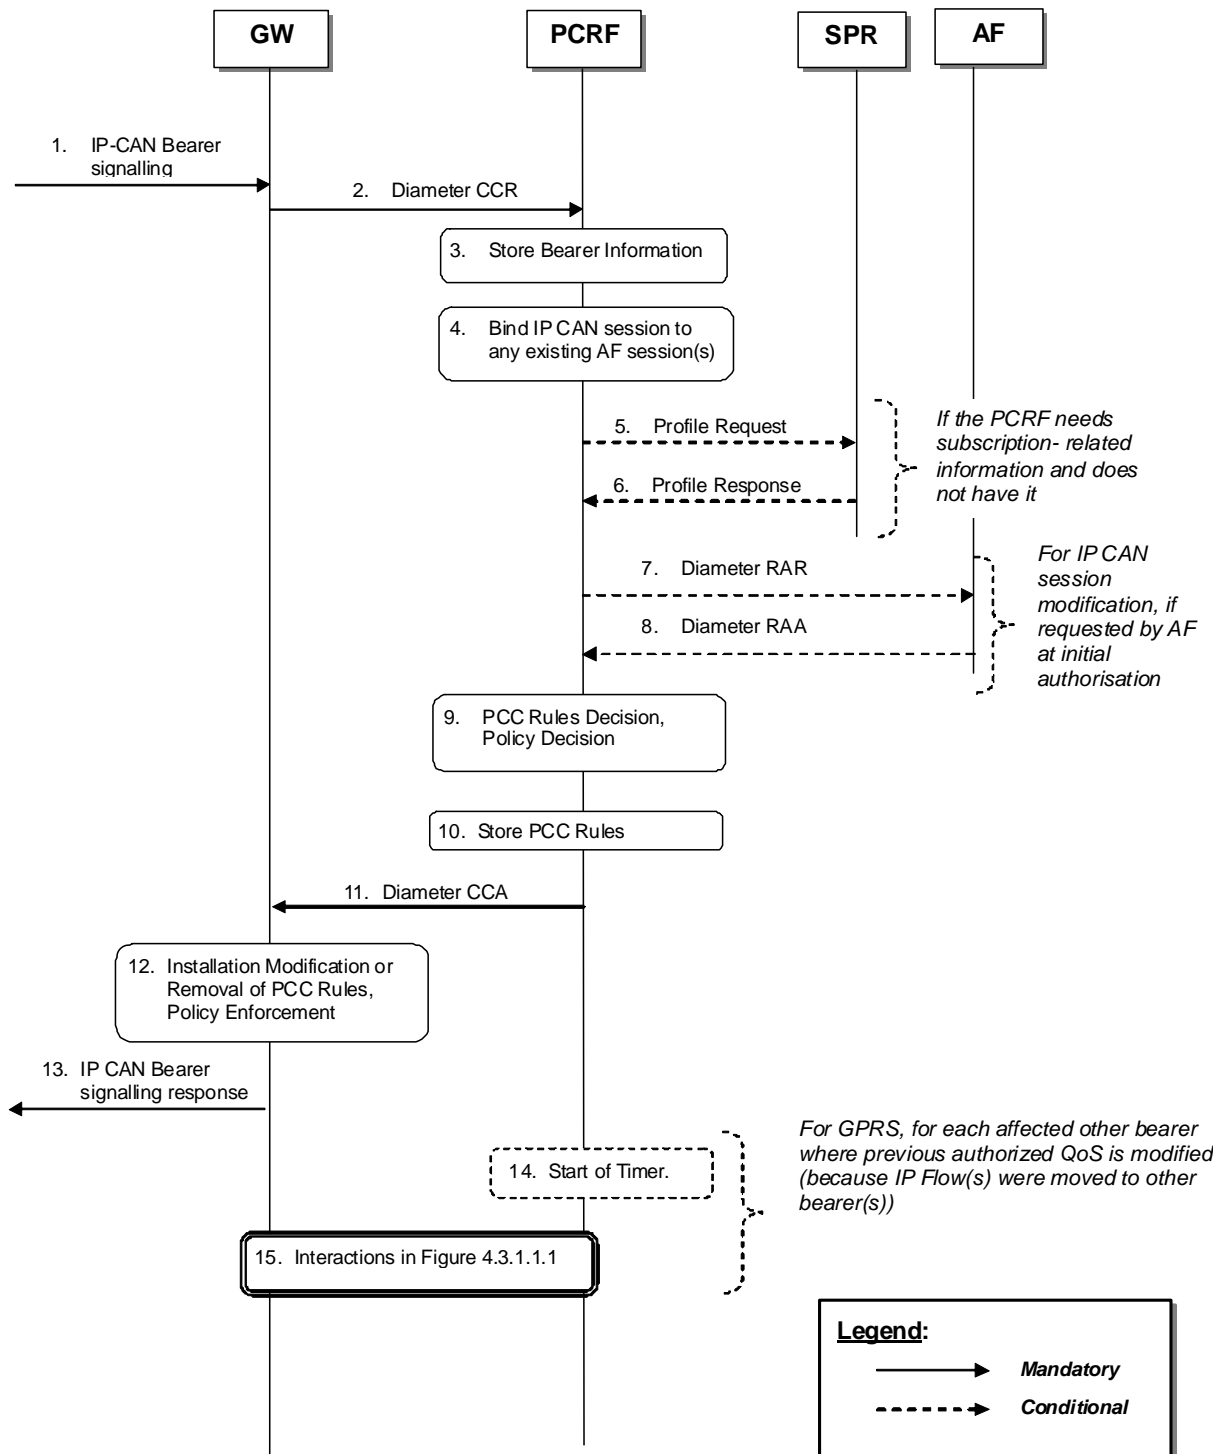 GW
PCRF
SPR
AF
1. IP-CAN Bearer
signalling
2. Diameter CCR
3. Store Bearer Information
4. Bind IP CAN session to
any existing AF session(s)
5. Profile Request
6. Profile Response
If the PCRF needs
subscription- related
information and does
not have it
7. Diameter RAR
8. Diameter RAA
For IP CAN
session
modification, if
requested by AF
at initial
authorisation
9. PCC Rules Decision,
Policy Decision
10. Store PCC Rules
11. Diameter CCA
12. Installation Modification or
Removal of PCC Rules,
Policy Enforcement
13. IP CAN Bearer
signalling response
14. Start of Timer.
For GPRS, for each affected other bearer
where previous authorized QoS is modified
(because IP Flow(s) were moved to other
bearer(s))
15. Interactions in Figure 4.3.1.1.1
Legend:
Mandatory
Conditional